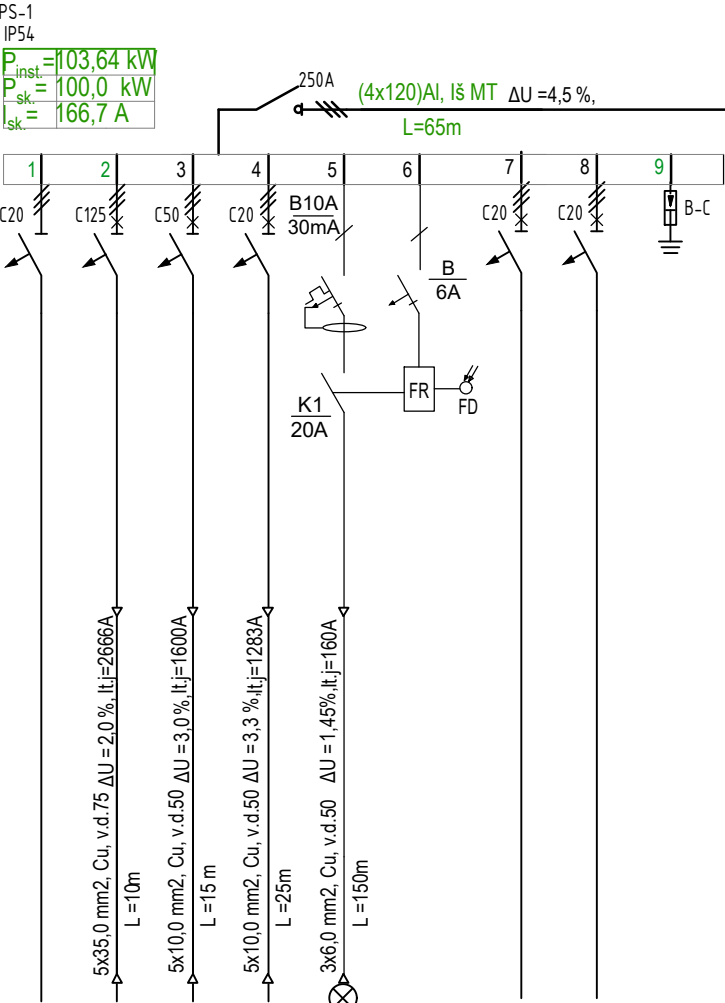 PS-1
IP54
Pinst.= 103,64 kW
Psk.= 100,0 kW
Isk.= 166,7 A
250A
(4x120)Al, Iš MT ΔU =4,5 %,
L=65m
1 2 3 4 5 6 7 8 9
C20
C125
C50
C20
B10A
30mA
B
6A
C20
C20
B-C
K1
20A
FR
FD
5x35,0 mm2, Cu, v.d.75 ΔU = 2,0 %, It.j=2666A
L =10m
5x10,0 mm2, Cu, v.d.50 ΔU =3,0%,It.j=1600A
L =15 m
5x10,0 mm2, Cu, v.d.50 ΔU = 3,3 %,It.j=1283A
L =25m
3x6,0 mm2, Cu, v.d.50 ΔU = 1,45%,It.j=160A
L =150m